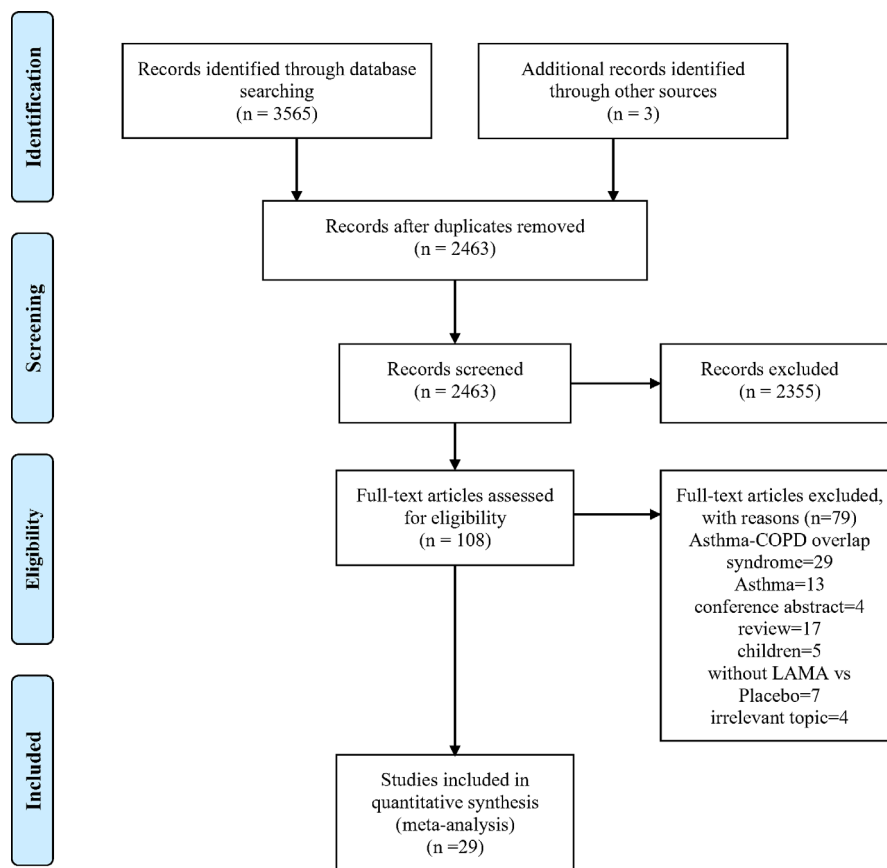 Identification
Records identified through database
searching
(n = 3565)
Additional records identified
through other sources
(n = 3)
Records after duplicates removed
(n = 2463)
Screening
Records screened
(n = 2463)
Records excluded
(n = 2355)
Eligibility
Full-text articles assessed
for eligibility
(n = 108)
Full-text articles excluded,
with reasons (n=79)
Asthma-COPD overlap
syndrome=29
Asthma=13
conference abstract=4
review=17
children=5
without LAMA vs
Placebo=7
irrelevant topic=4
Included
Studies included in
quantitative synthesis
(meta-analysis)
(n =29)